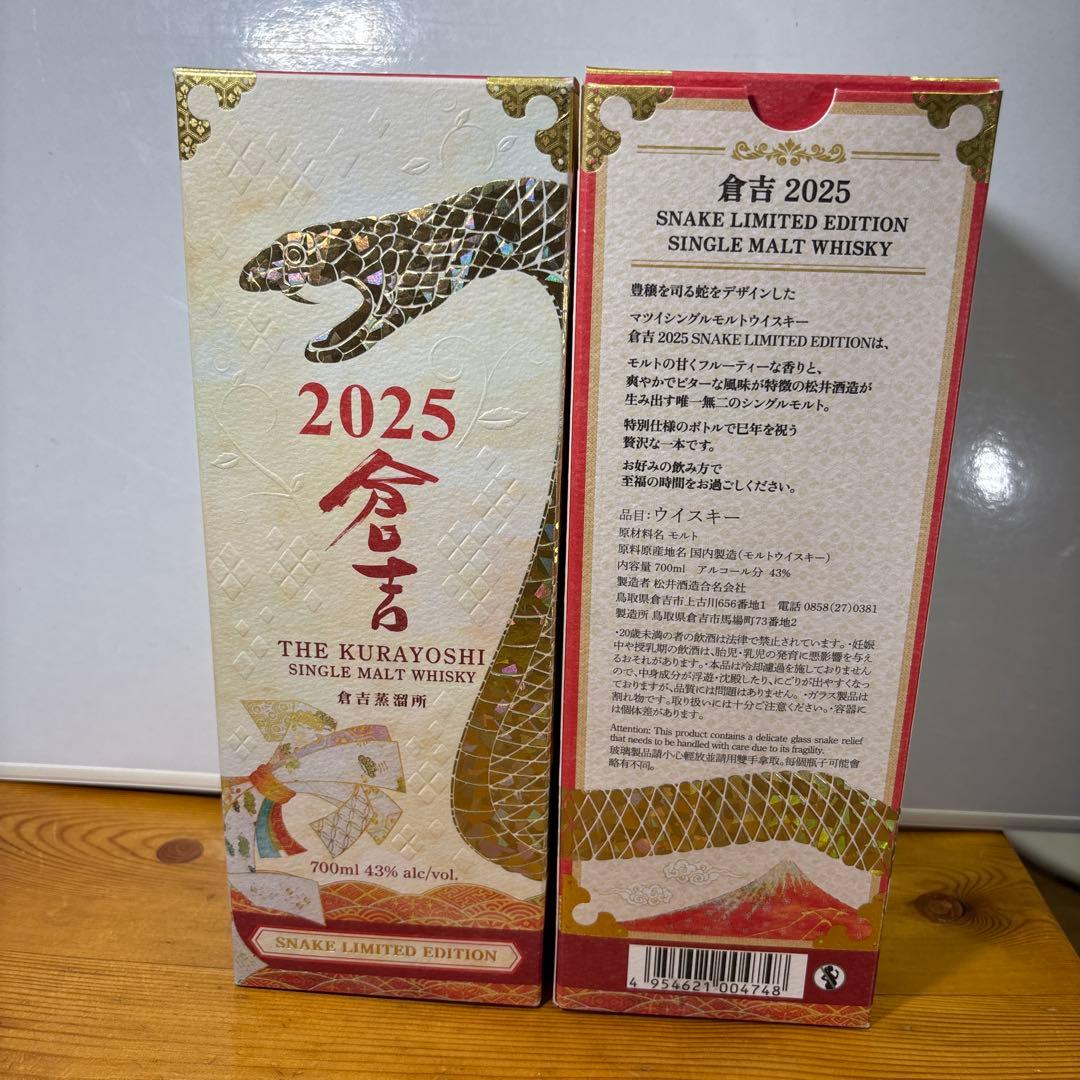 2025
倉吉
THE KURAYOSHI
SINGLE MALT WHISKY
倉吉蒸溜所
700ml 43% alc/vol.
SNAKE LIMITED EDITION
倉吉 2025
SNAKE LIMITED EDITION
SINGLE MALT WHISKY
豊穣を司る蛇をデザインした
マツイシングルモルトウイスキー
倉吉 2025 SNAKE LIMITED EDITIONは、
モルトの甘くフルーティーな香りと、
爽やかでビターな風味が特徴の松井酒造が
生み出す唯一無二のシングルモルト。
特別仕様のボトルで巳年を祝う
贅沢な一本です。
お好みの飲み方で
至福の時間をお過ごしください。
品目：ウイスキー
原材料名 モルト
原料原産地名 国内製造（モルトウイスキー）
内容量 700ml アルコール分 43%
製造者 松井酒造合名会社
鳥取県倉吉市上古川656番地1 電話 0858(27)0381
製造所 鳥取県倉吉市馬場町73番地2
・20歳未満の者の飲酒は法律で禁止されています。・妊娠
中や授乳期の飲酒は、胎児・乳児の発育に悪影響を与え
るおそれがあります。・本品は冷却濾過を施しておりません
ので、中身成分が浮遊・沈殿したり、にごりが出やすくなっ
ておりますが、品質には問題はありません。・ガラス製品は
割れ物です。取り扱いには十分ご注意ください。・容器に
は個体差があります。
Attention: This product contains a delicate glass snake relief
that needs to be handled with care due to its fragility.
玻璃製品請小心輕放並請用雙手拿取。每個瓶子可能會
略有不同。
4 954621 004748